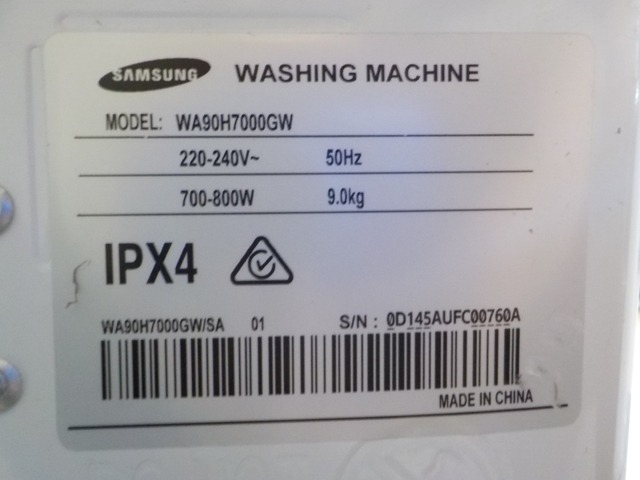 SAMSUNG WASHING MACHINE
MODEL: WA90H7000GW
220-240V~ 50Hz
700-800W 9.0kg
IPX4
WA90H7000GW/SA 01 S/N : 0D145AUFC00760A
MADE IN CHINA